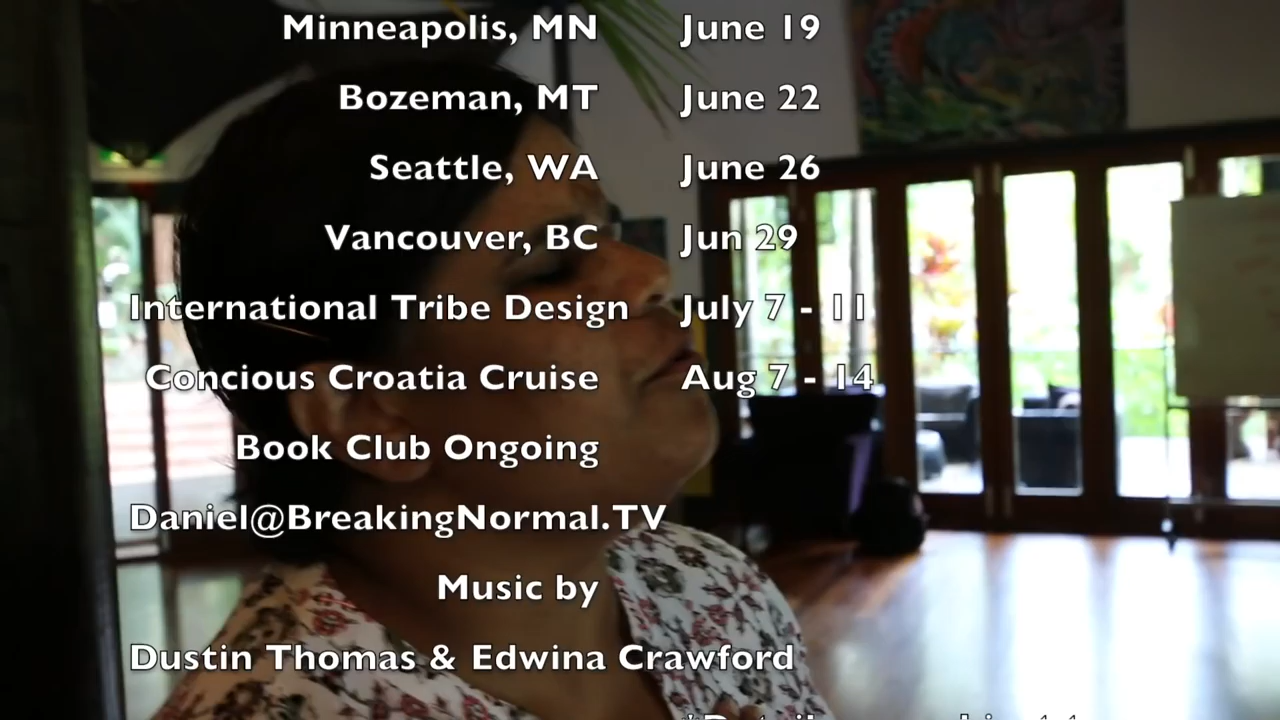 Minneapolis, MN June 19
Bozeman, MT June 22
Seattle, WA June 26
Vancouver, BC Jun 29
International Tribe Design July 7 - 11
Concious Croatia Cruise Aug 7 - 14
Book Club Ongoing
Daniel@BreakingNormal.TV
Music by
Dustin Thomas & Edwina Crawford